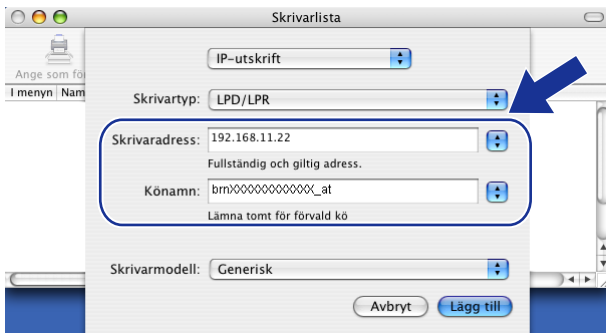 Skrivarlista
IP-utskrift
Ange som fö
I menyn Nam
Skrivartyp: LPD/LPR
Skrivaradress: 192.168.11.22
Fullständig och giltig adress.
Könamn: brnXXXXXXXXXXXX_at
Lämna tomt för förvald kö
Skrivarmodell: Generisk
Avbryt Lägg till